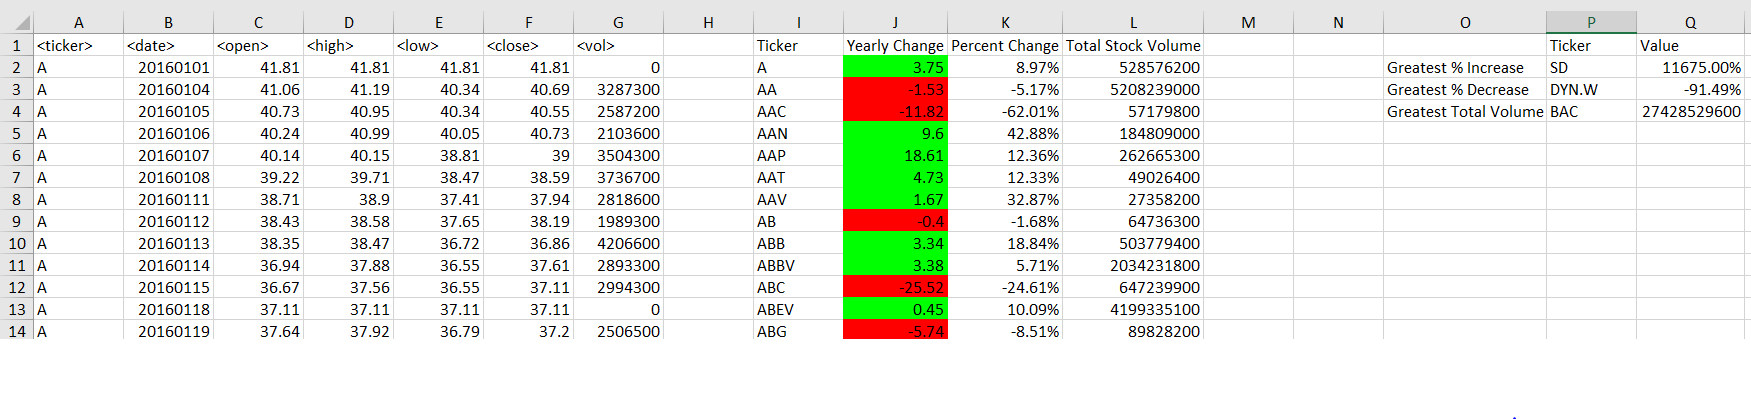 A B C D E F G H I J K L M N O P Q
1 <ticker> <date> <open> <high> <low> <close> <vol> Ticker Yearly Change Percent Change Total Stock Volume Ticker Value
2 A 20160101 41.81 41.81 41.81 41.81 0 A 3.75 8.97% 528576200 Greatest % Increase SD 11675.00%
3 A 20160104 41.06 41.19 40.34 40.69 3287300 AA -1.53 -5.17% 5208239000 Greatest % Decrease DYN.W -91.49%
4 A 20160105 40.73 40.95 40.34 40.55 2587200 AAC -11.82 -62.01% 57179800 Greatest Total Volume BAC 27428529600
5 A 20160106 40.24 40.99 40.05 40.73 2103600 AAN 9.6 42.88% 184809000
6 A 20160107 40.14 40.15 38.81 39 3504300 AAP 18.61 12.36% 262665300
7 A 20160108 39.22 39.71 38.47 38.59 3736700 AAT 4.73 12.33% 49026400
8 A 20160111 38.71 38.9 37.41 37.94 2818600 AAV 1.67 32.87% 27358200
9 A 20160112 38.43 38.58 37.65 38.19 1989300 AB -0.4 -1.68% 64736300
10 A 20160113 38.35 38.47 36.72 36.86 4206600 ABB 3.34 18.84% 503779400
11 A 20160114 36.94 37.88 36.55 37.61 2893300 ABBV 3.38 5.71% 2034231800
12 A 20160115 36.67 37.56 36.55 37.11 2994300 ABC -25.52 -24.61% 647239900
13 A 20160118 37.11 37.11 37.11 37.11 0 ABEV 0.45 10.09% 4199335100
14 A 20160119 37.64 37.92 36.79 37.2 2506500 ABG -5.74 -8.51% 89828200